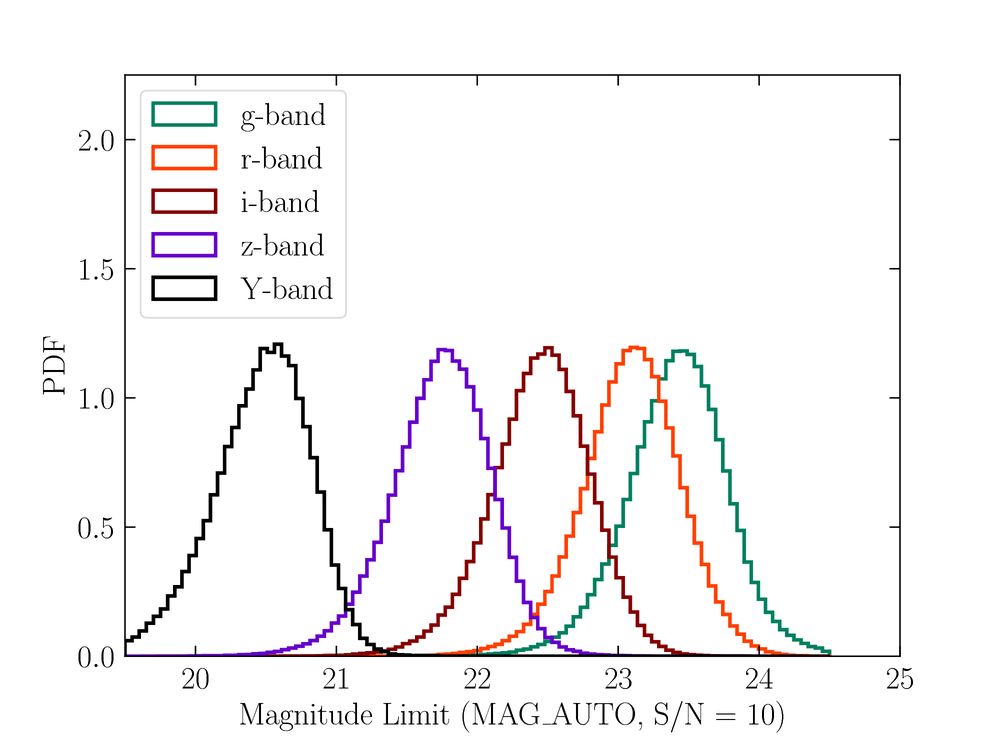 g-band
r-band
i-band
z-band
Y-band
2.0
1.5
1.0
0.5
0.0
PDF
20 21 22 23 24 25
Magnitude Limit (MAG_AUTO, S/N = 10)